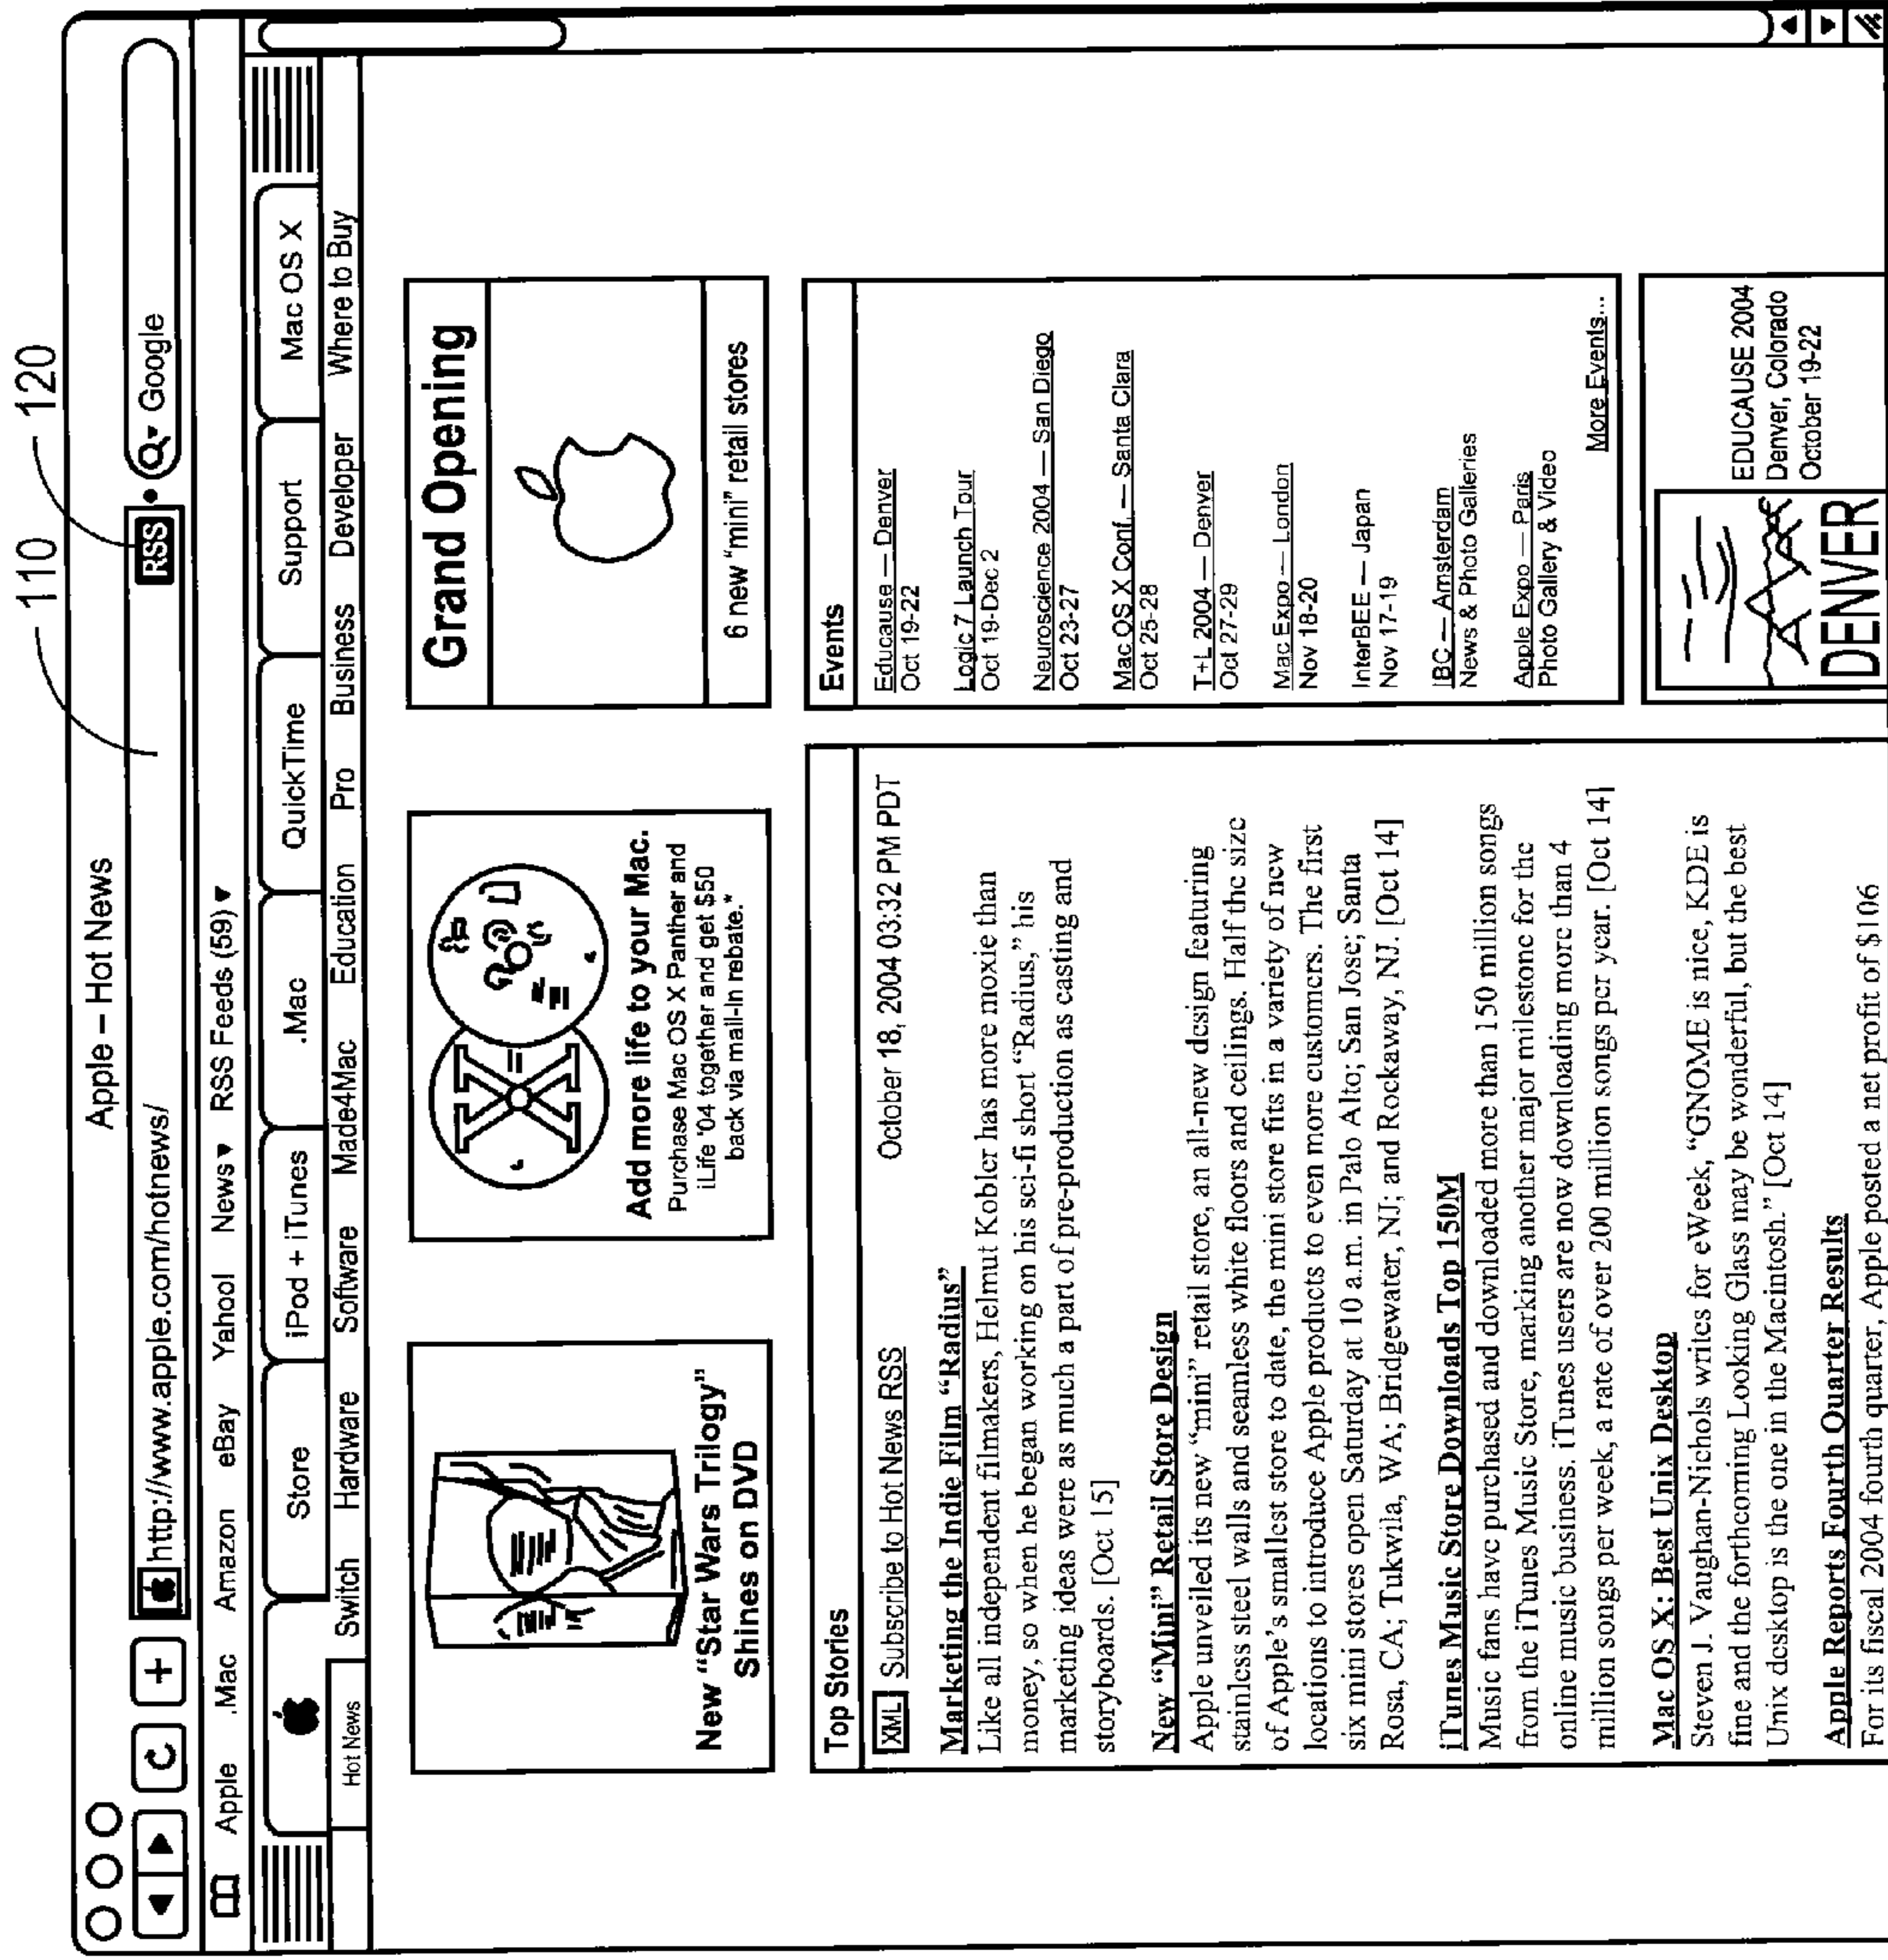 110
120
Apple – Hot News
http://www.apple.com/hotnews/
RSS
Google
Apple .Mac Amazon eBay Yahool News▼ RSS Feeds (59)▼
Store iPod + iTunes .Mac QuickTime Support Mac OS X
Hot News Switch Hardware Software Made4Mac Education Pro Business Developer Where to Buy
New “Star Wars Trilogy”
Shines on DVD
Add more life to your Mac.
Purchase Mac OS X Panther and
iLife '04 together and get $50
back via mail-in rebate.*
Grand Opening
6 new “mini” retail stores
Top Stories
XML Subscribe to Hot News RSS October 18, 2004 03:32 PM PDT
Marketing the Indie Film “Radius”
Like all independent filmakers, Helmut Kobler has more moxie than
money, so when he began working on his sci-fi short “Radius,” his
marketing ideas were as much a part of pre-production as casting and
storyboards. [Oct 15]
New “Mini” Retail Store Design
Apple unveiled its new “mini” retail store, an all-new design featuring
stainless steel walls and seamless white floors and ceilings. Half the size
of Apple’s smallest store to date, the mini store fits in a variety of new
locations to introduce Apple products to even more customers. The first
six mini stores open Saturday at 10 a.m. in Palo Alto; San Jose; Santa
Rosa, CA; Tukwila, WA; Bridgewater, NJ; and Rockaway, NJ. [Oct 14]
iTunes Music Store Downloads Top 150M
Music fans have purchased and downloaded more than 150 million songs
from the iTunes Music Store, marking another major milestone for the
online music business. iTunes users are now downloading more than 4
million songs per week, a rate of over 200 million songs per year. [Oct 14]
Mac OS X: Best Unix Desktop
Steven J. Vaughan-Nichols writes for eWeek, “GNOME is nice, KDE is
fine and the forthcoming Looking Glass may be wonderful, but the best
Unix desktop is the one in the Macintosh.” [Oct 14]
Apple Reports Fourth Quarter Results
For its fiscal 2004 fourth quarter, Apple posted a net profit of $106
Events
Educause — Denver
Oct 19-22
Logic 7 Launch Tour
Oct 19-Dec 2
Neuroscience 2004 — San Diego
Oct 23-27
Mac OS X Conf. — Santa Clara
Oct 25-28
T+L 2004 — Denver
Oct 27-29
Mac Expo — London
Nov 18-20
InterBEE — Japan
Nov 17-19
IBC — Amsterdam
News & Photo Galleries
Apple Expo — Paris
Photo Gallery & Video
More Events...
DENVER
EDUCAUSE 2004
Denver, Colorado
October 19-22